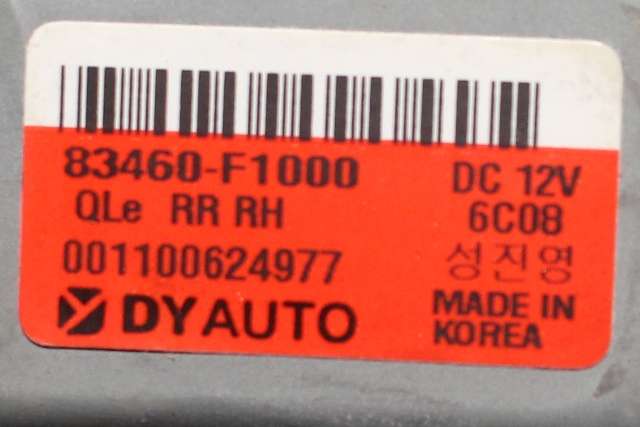 83460-F1000 DC 12V
QLe RR RH 6C08
001100624977 성진영
DYAUTO MADE IN
KOREA